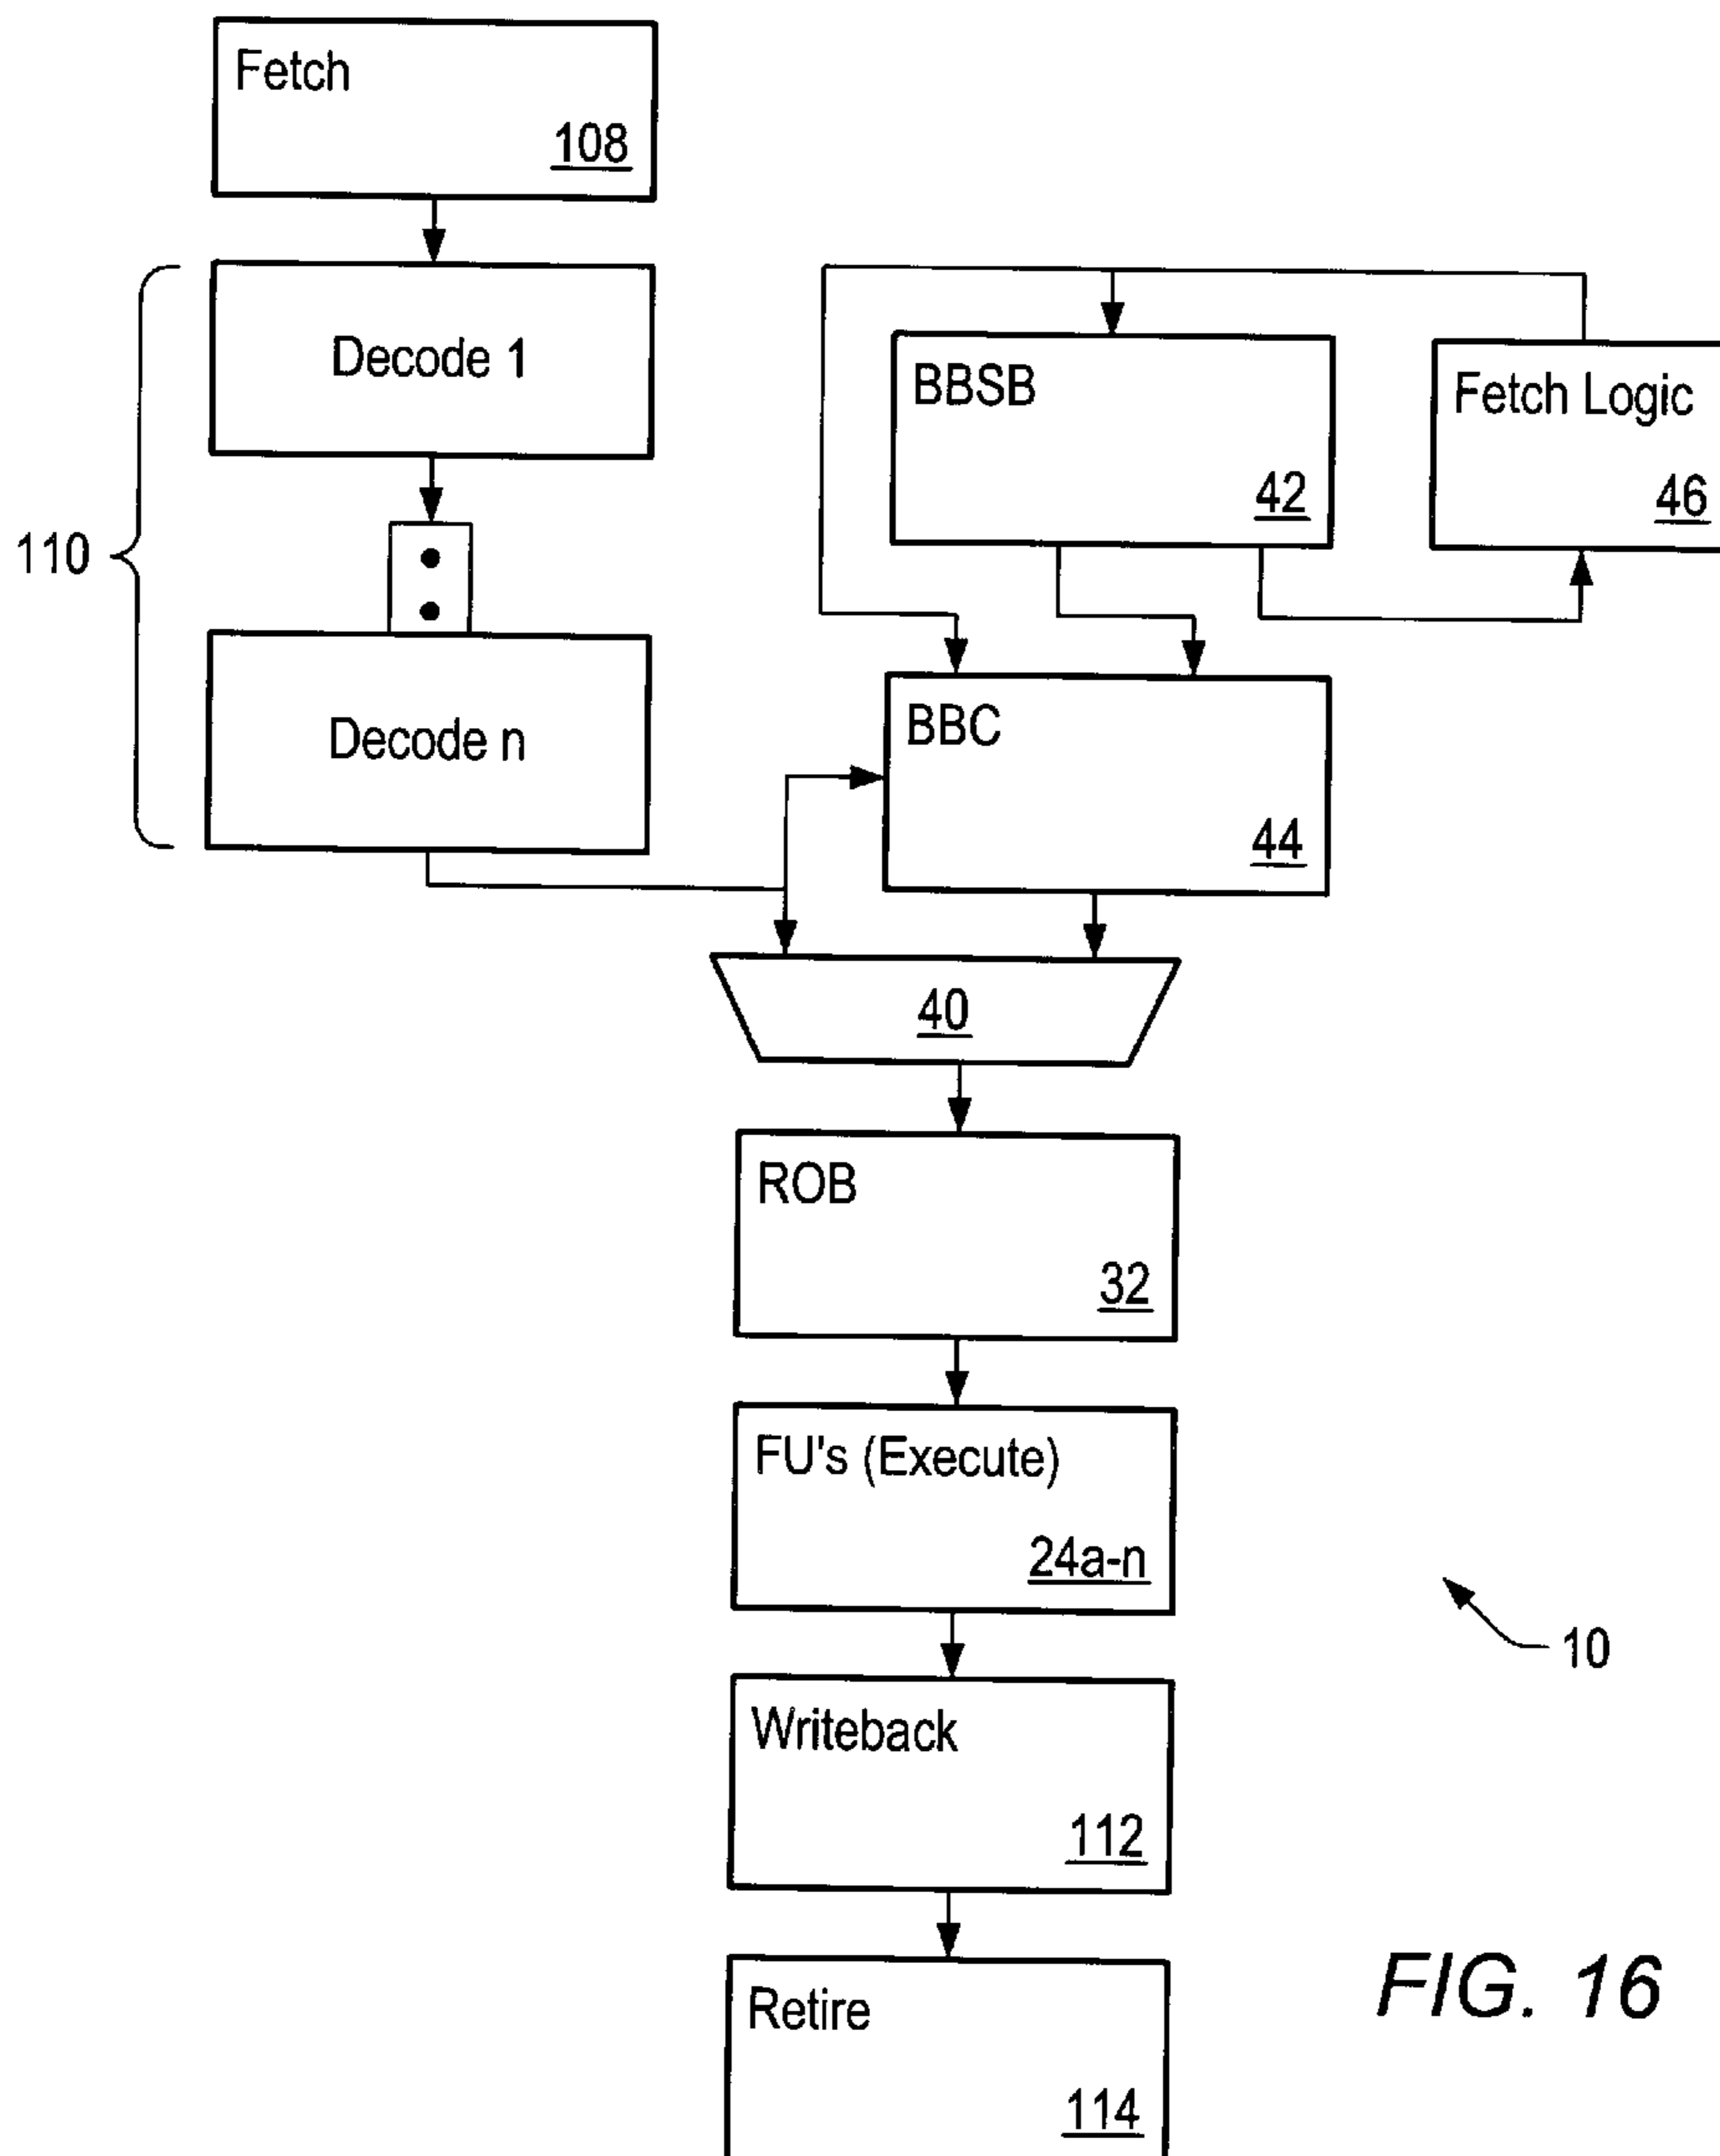 Fetch
108
Decode 1
110
Decode n
BBSB
42
Fetch Logic
46
BBC
44
40
ROB
32
FU's (Execute)
24a-n
10
Writeback
112
Retire
114
FIG. 16